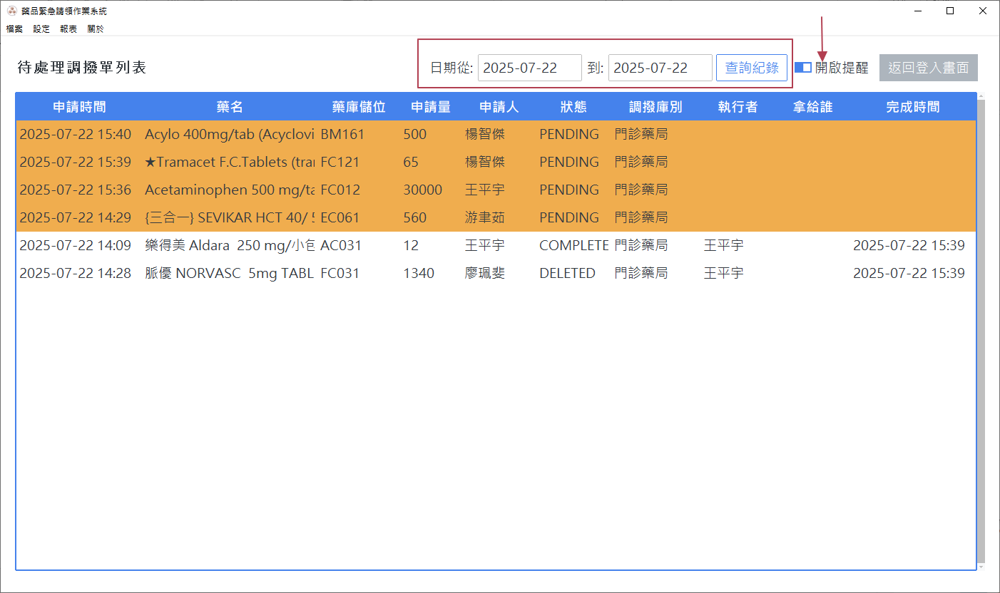 藥品緊急請領作業系統
檔案 設定 報表 關於
待處理調撥單列表 日期從: 2025-07-22 到: 2025-07-22 查詢紀錄 開啟提醒 返回登入畫面
申請時間 藥名 藥庫儲位 申請量 申請人 狀態 調撥庫別 執行者 拿給誰 完成時間
2025-07-22 15:40 Acylo 400mg/tab (Acyclovi BM161 500 楊智傑 PENDING 門診藥局
2025-07-22 15:39 ★Tramacet F.C.Tablets (trar FC121 65 楊智傑 PENDING 門診藥局
2025-07-22 15:36 Acetaminophen 500 mg/ta FC012 30000 王平宇 PENDING 門診藥局
2025-07-22 14:29 {三合一} SEVIKAR HCT 40/ 5 EC061 560 游聿茹 PENDING 門診藥局
2025-07-22 14:09 樂得美 Aldara 250 mg/小包 AC031 12 王平宇 COMPLETE 門診藥局 王平宇 2025-07-22 15:39
2025-07-22 14:28 脈優 NORVASC 5mg TABL FC031 1340 廖珮斐 DELETED 門診藥局 王平宇 2025-07-22 15:39